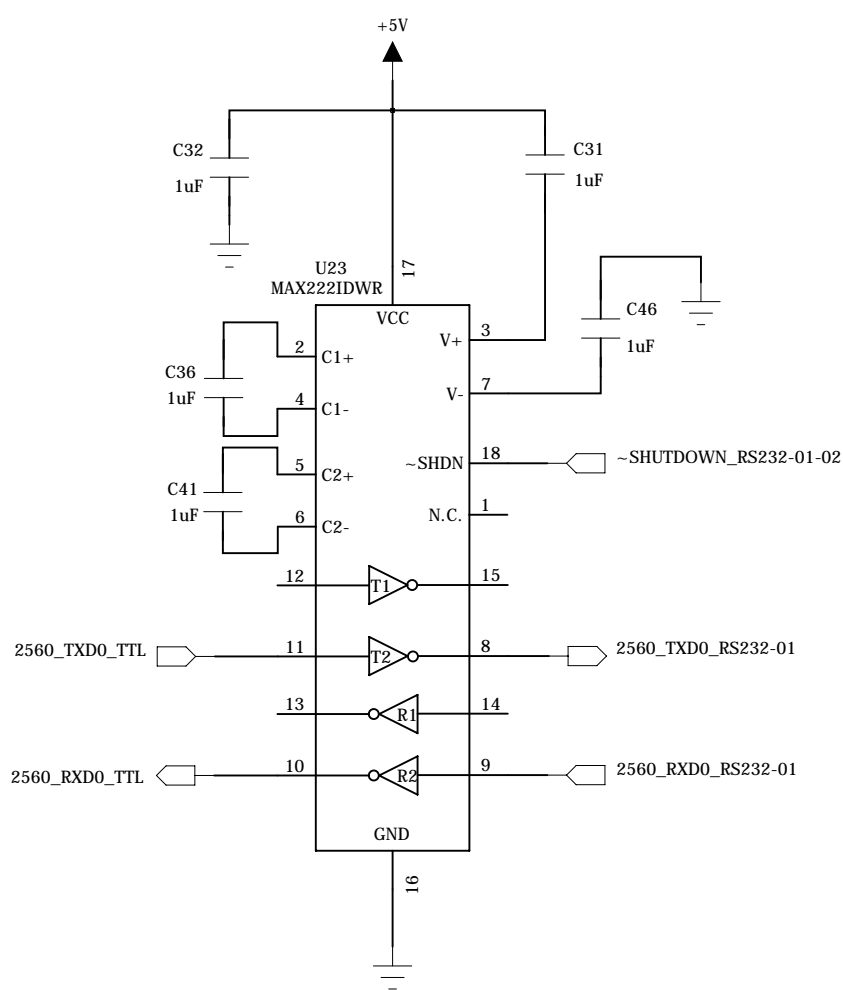 +5V
C32
1uF
C31
1uF
17
U23
MAX222IDWR
VCC
C46
1uF
3
V+
2
C1+
C36
1uF
7
V-
4
C1-
18
~SHDN
~SHUTDOWN_RS232-01-02
5
C2+
C41
1uF
1
N.C.
6
C2-
12
T1
15
2560_TXD0_TTL
11
T2
8
2560_TXD0_RS232-01
13
R1
14
2560_RXD0_TTL
10
R2
9
2560_RXD0_RS232-01
GND
16